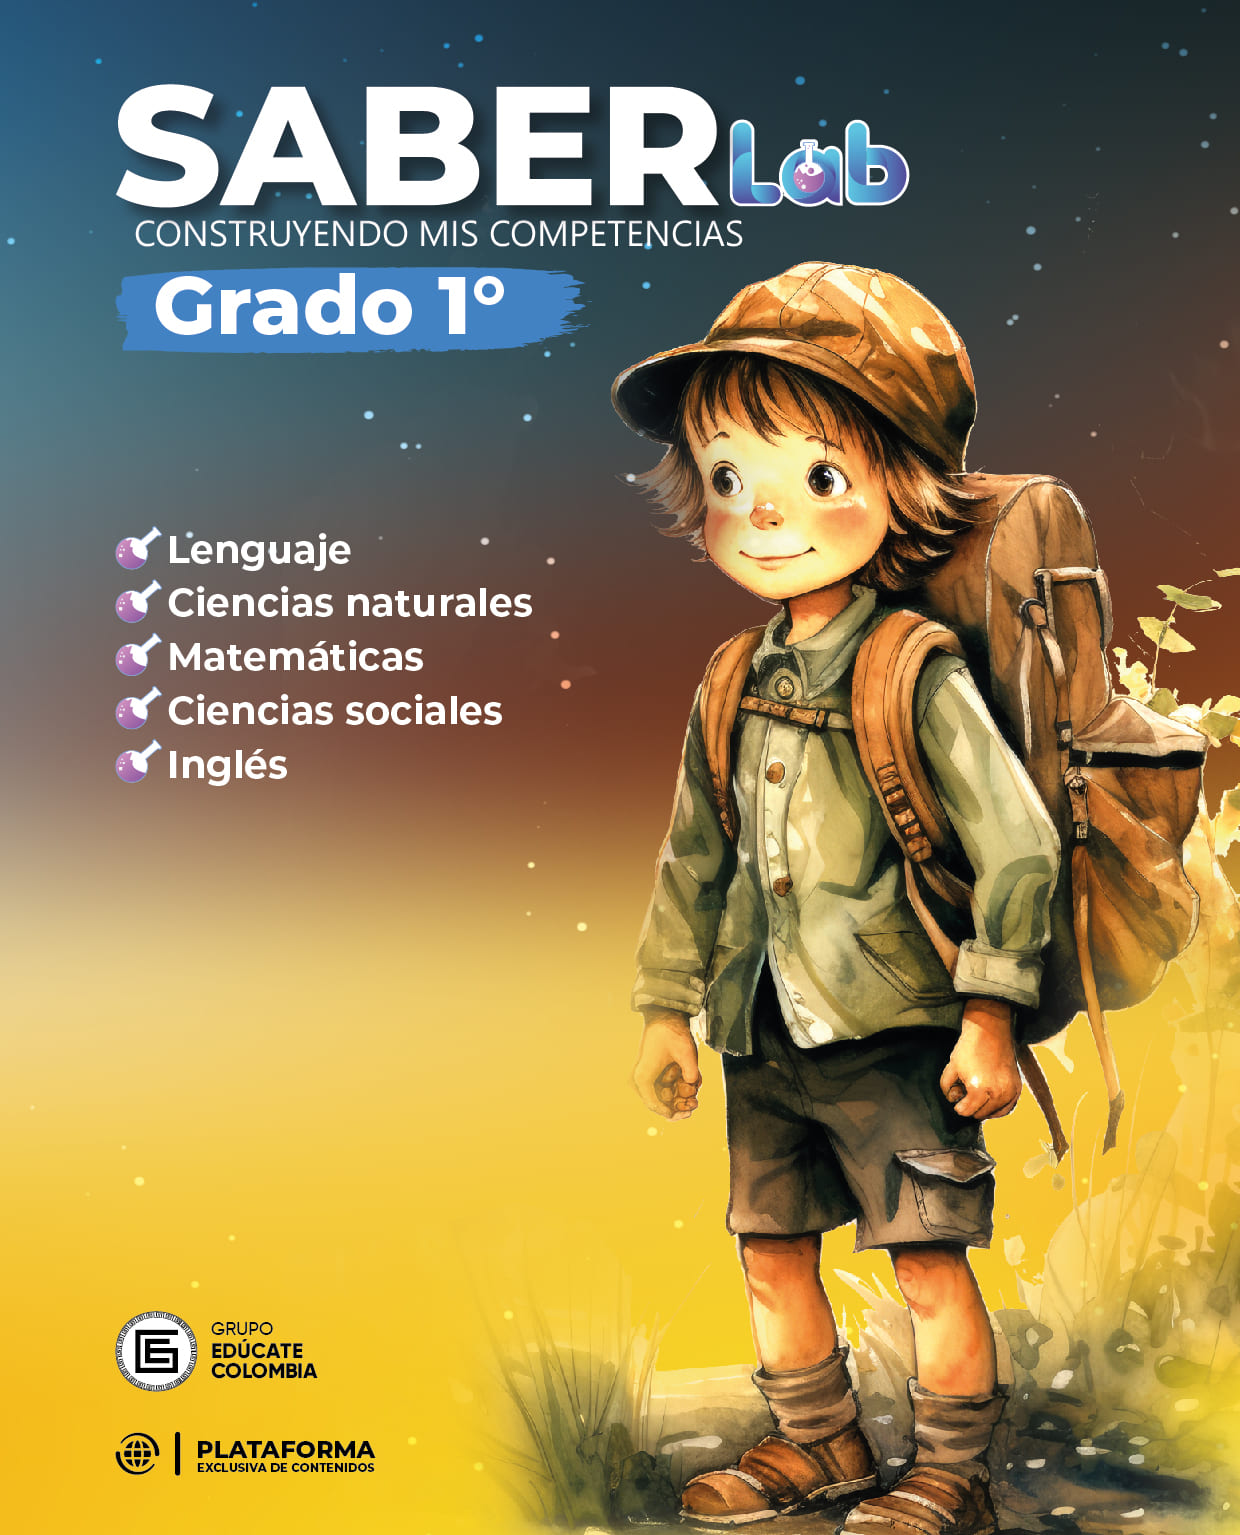 SABER Lab
CONSTRUYENDO MIS COMPETENCIAS
Grado 1°
Lenguaje
Ciencias naturales
Matemáticas
Ciencias sociales
Inglés
GRUPO
EDÚCATE
COLOMBIA
PLATAFORMA
EXCLUSIVA DE CONTENIDOS